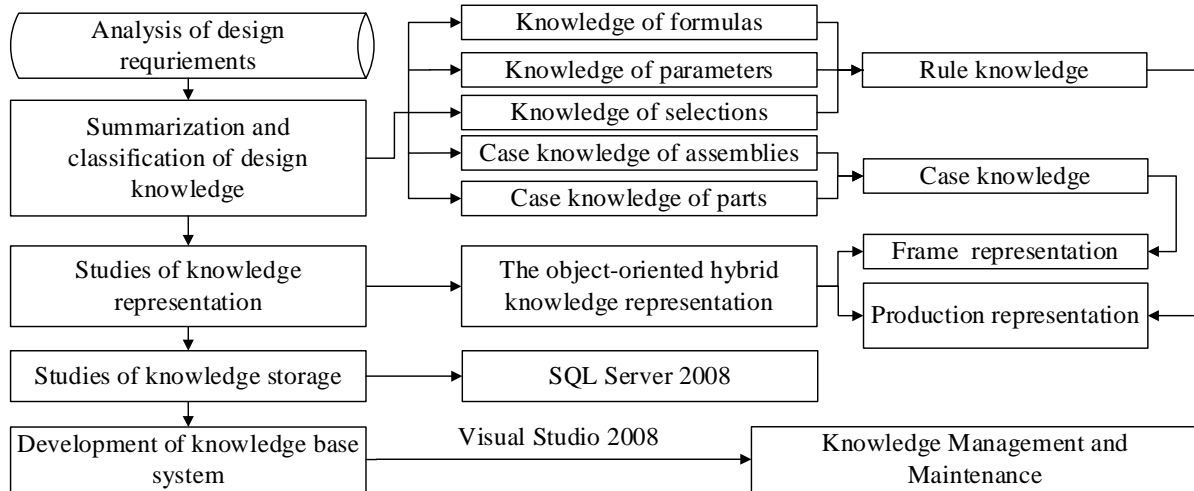 Analysis of design
requriements
Summarization and
classification of design
knowledge
Studies of knowledge
representation
Studies of knowledge storage
Development of knowledge base
system
Knowledge of formulas
Knowledge of parameters
Knowledge of selections
Case knowledge of assemblies
Case knowledge of parts
The object-oriented hybrid
knowledge representation
SQL Server 2008
Visual Studio 2008
Rule knowledge
Case knowledge
Frame representation
Production representation
Knowledge Management and
Maintenance